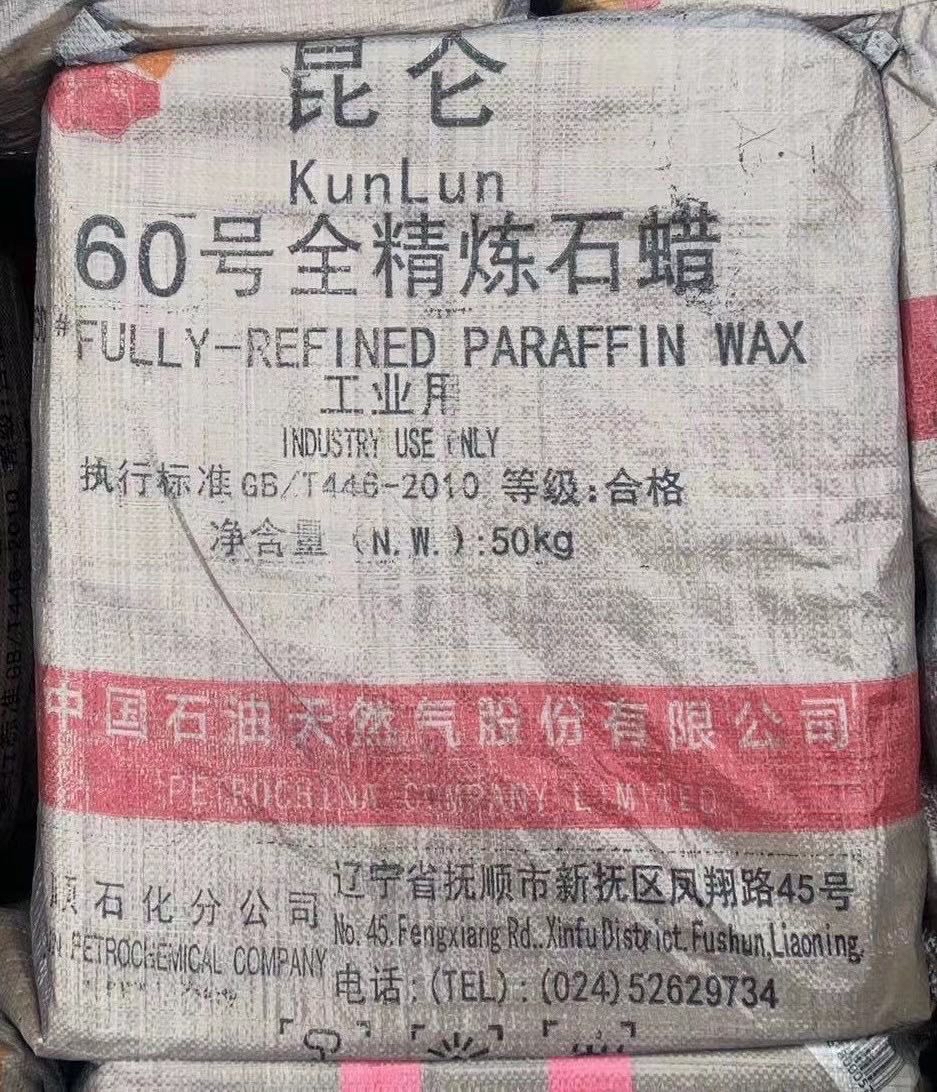 昆仑
KunLun
60号全精炼石蜡
# FULLY-REFINED PARAFFIN WAX
工业用
INDUSTRY USE ONLY
执行标准 GB/T446-2010 等级:合格
净含量 (N.W.):50kg
中国石油天然气股份有限公司
PETROCHINA COMPANY LIMITED
石化分公司
PETROCHEMICAL COMPANY
辽宁省抚顺市新抚区凤翔路45号
No. 45. Fengxiang Rd., Xinfu District. Fushun, Liaoning.
电话:(TEL):(024)52629734